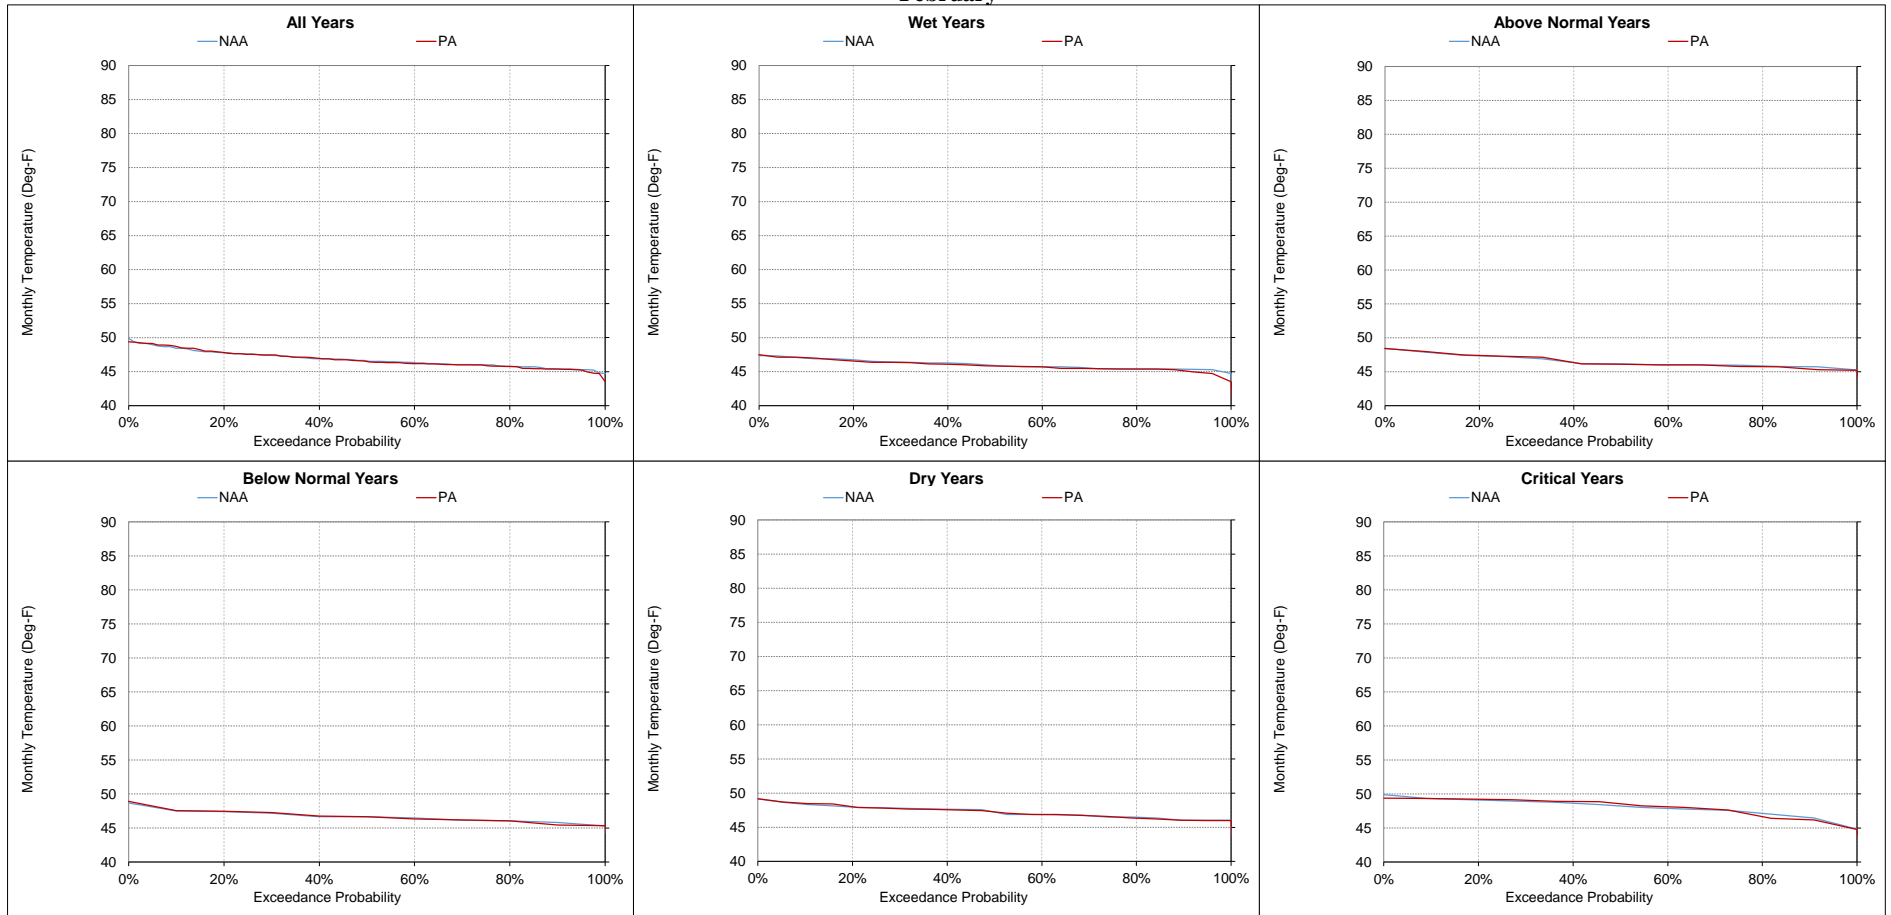 February
All Years
NAA PA
Monthly Temperature (Deg-F)
90
85
80
75
70
65
60
55
50
45
40
0% 20% 40% 60% 80% 100%
Exceedance Probability
Wet Years
NAA PA
Monthly Temperature (Deg-F)
90
85
80
75
70
65
60
55
50
45
40
0% 20% 40% 60% 80% 100%
Exceedance Probability
Above Normal Years
NAA PA
Monthly Temperature (Deg-F)
90
85
80
75
70
65
60
55
50
45
40
0% 20% 40% 60% 80% 100%
Exceedance Probability
Below Normal Years
NAA PA
Monthly Temperature (Deg-F)
90
85
80
75
70
65
60
55
50
45
40
0% 20% 40% 60% 80% 100%
Exceedance Probability
Dry Years
NAA PA
Monthly Temperature (Deg-F)
90
85
80
75
70
65
60
55
50
45
40
0% 20% 40% 60% 80% 100%
Exceedance Probability
Critical Years
NAA PA
Monthly Temperature (Deg-F)
90
85
80
75
70
65
60
55
50
45
40
0% 20% 40% 60% 80% 100%
Exceedance Probability